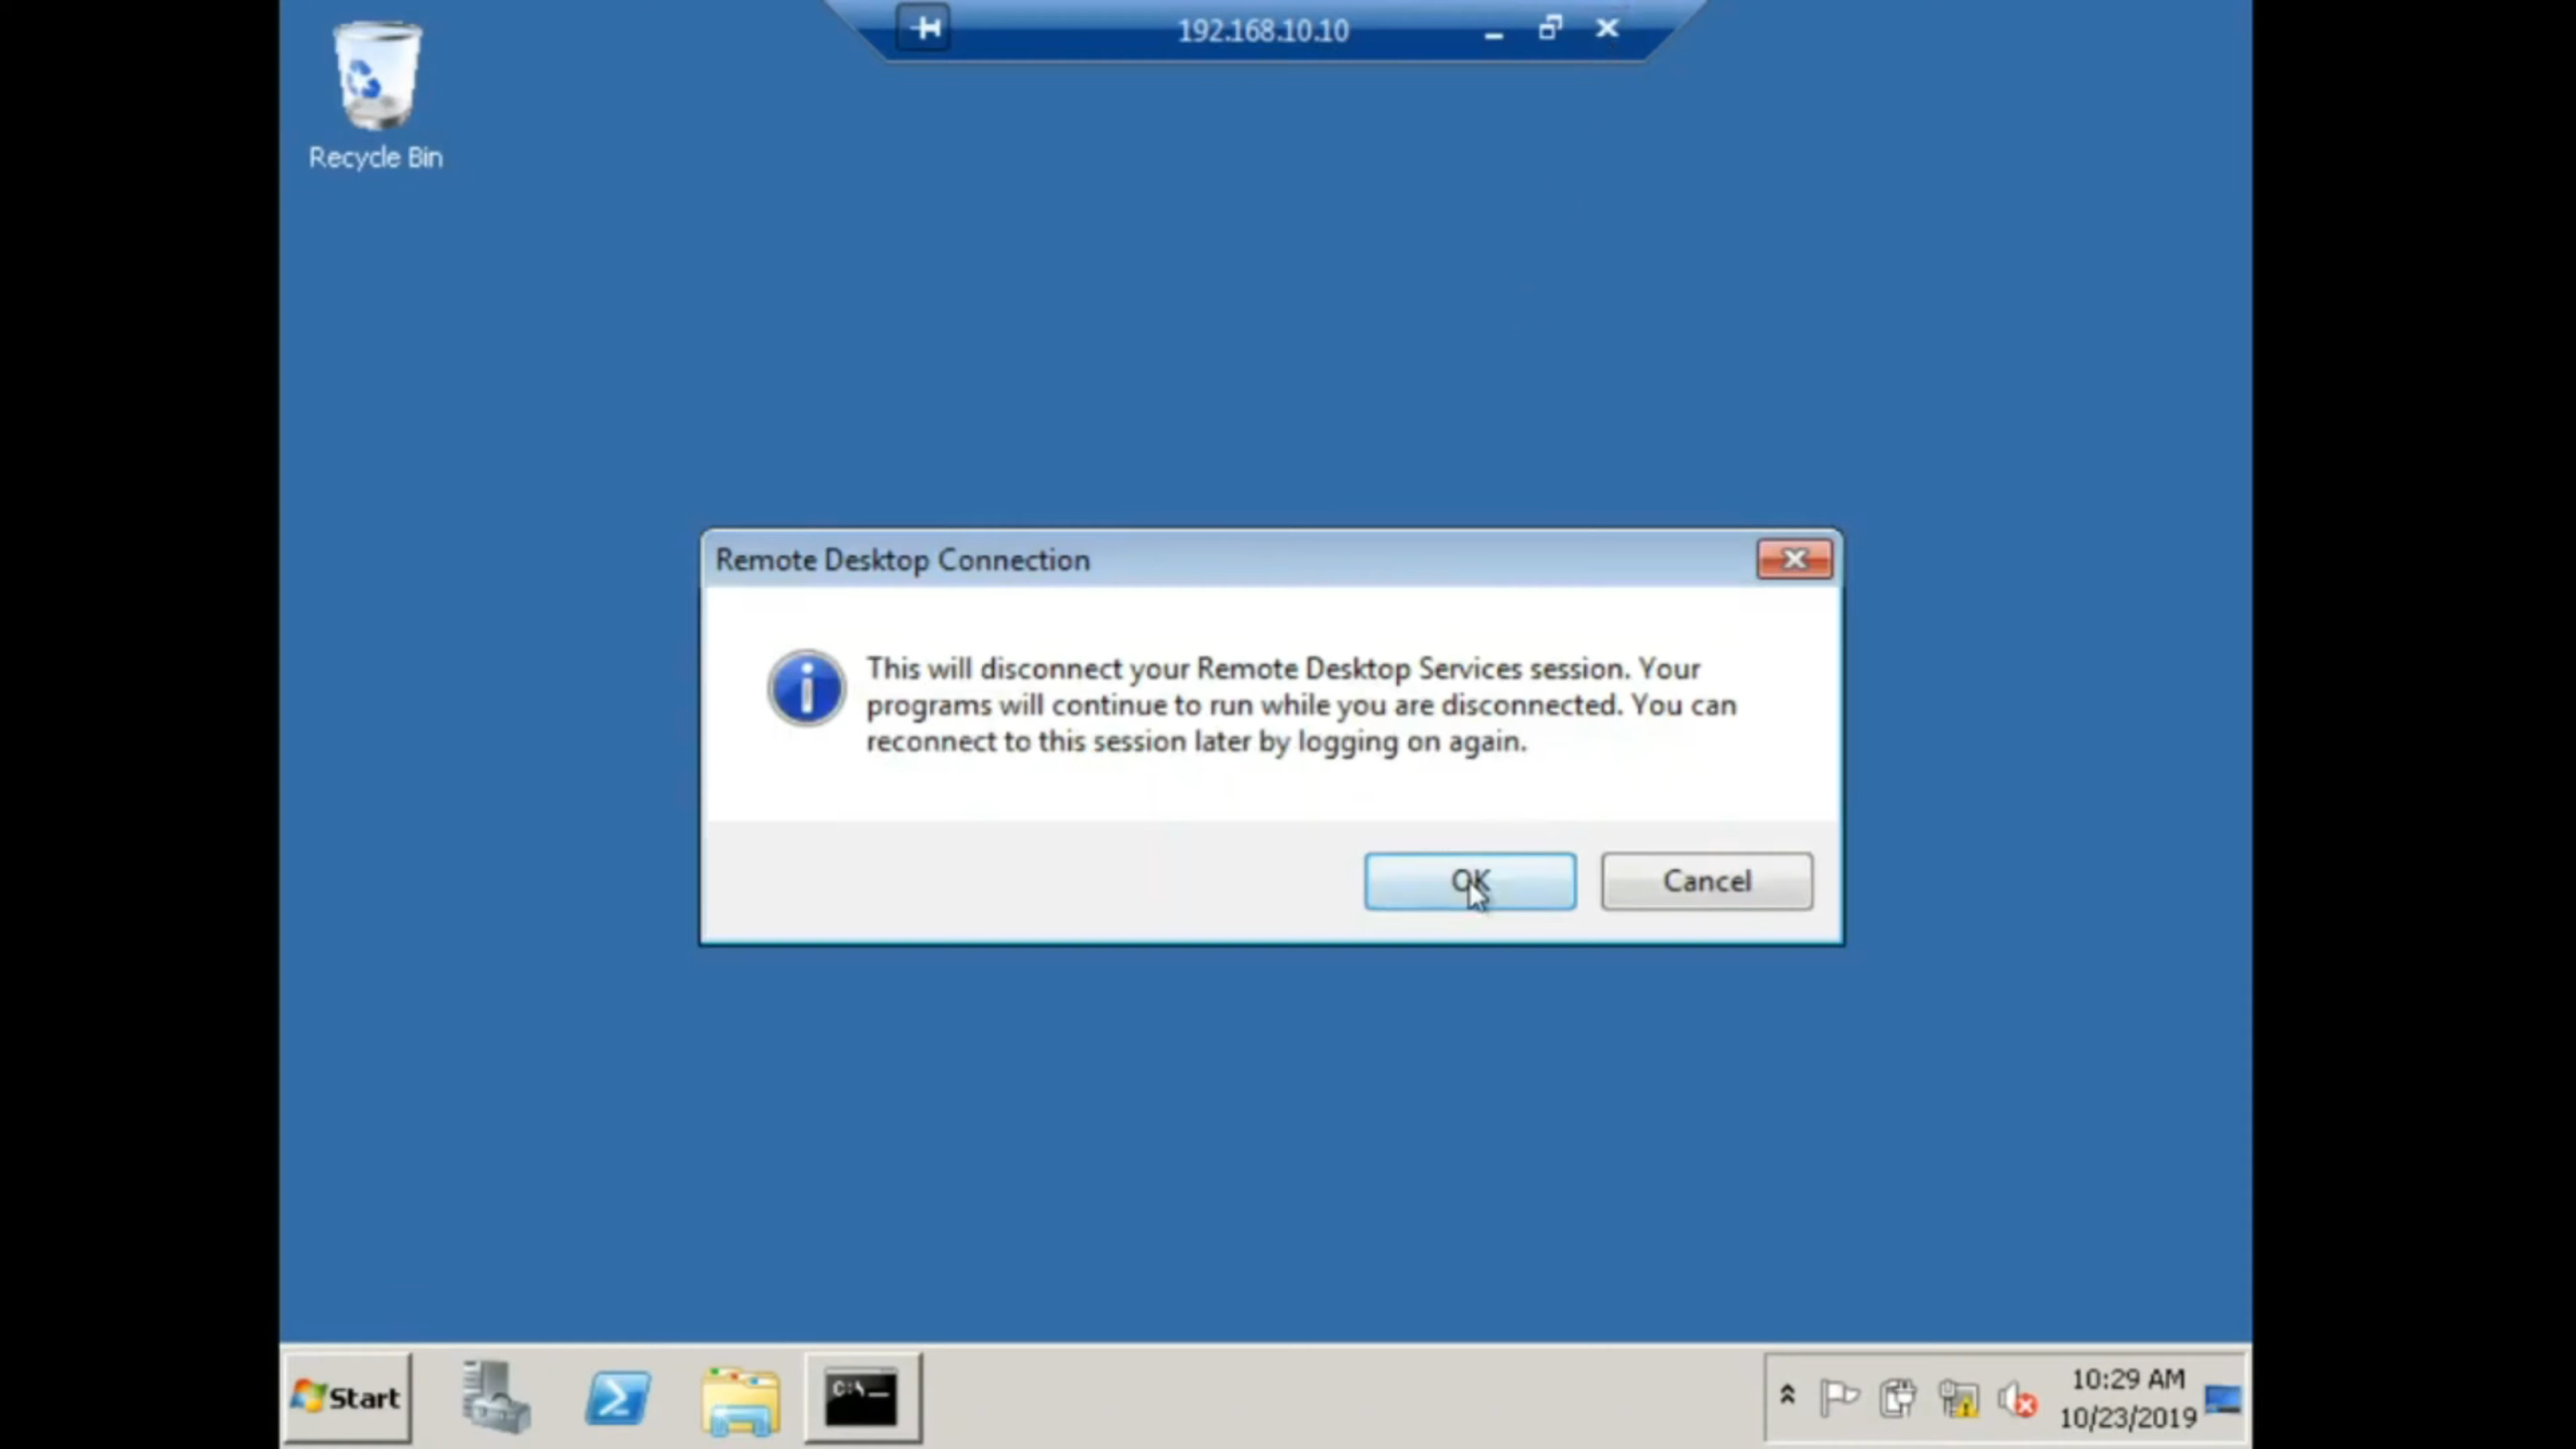 192.168.10.10
Recycle Bin
Remote Desktop Connection
This will disconnect your Remote Desktop Services session. Your
programs will continue to run while you are disconnected. You can
reconnect to this session later by logging on again.
OK
Cancel
Start
C:\_
10:29 AM
10/23/2019